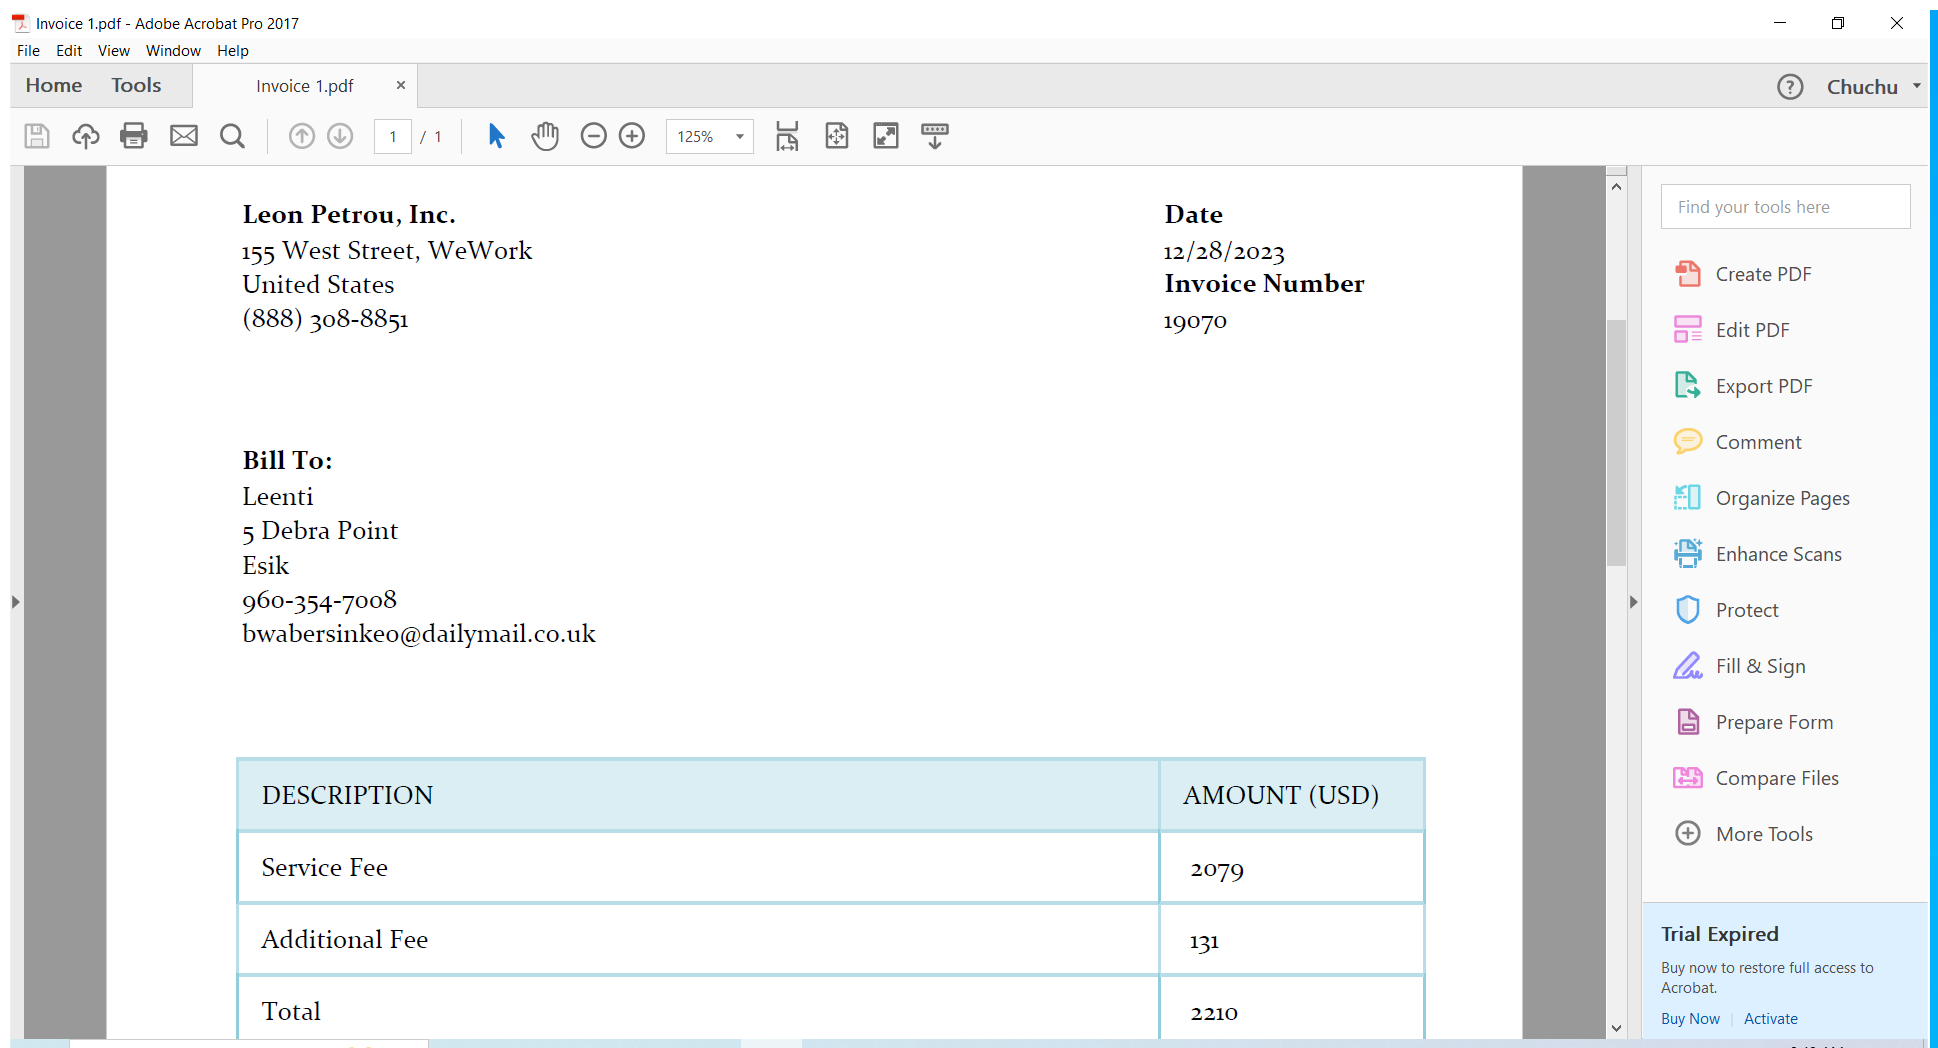 Invoice 1.pdf - Adobe Acrobat Pro 2017
File Edit View Window Help
Home Tools Invoice 1.pdf × ? Chuchu
1 / 1 125%
Leon Petrou, Inc.
155 West Street, WeWork
United States
(888) 308-8851
Date
12/28/2023
Invoice Number
19070
Bill To:
Leenti
5 Debra Point
Esik
960-354-7008
bwabersinke0@dailymail.co.uk
DESCRIPTION AMOUNT (USD)
Service Fee 2079
Additional Fee 131
Total 2210
Find your tools here
Create PDF
Edit PDF
Export PDF
Comment
Organize Pages
Enhance Scans
Protect
Fill & Sign
Prepare Form
Compare Files
More Tools
Trial Expired
Buy now to restore full access to
Acrobat.
Buy Now Activate